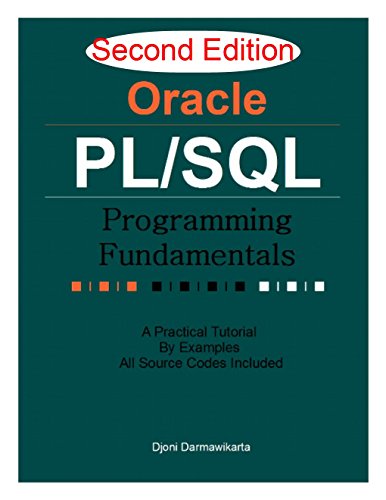 Second Edition
Oracle
PL/SQL
Programming
Fundamentals
A Practical Tutorial
By Examples
All Source Codes Included
Djoni Darmawikarta